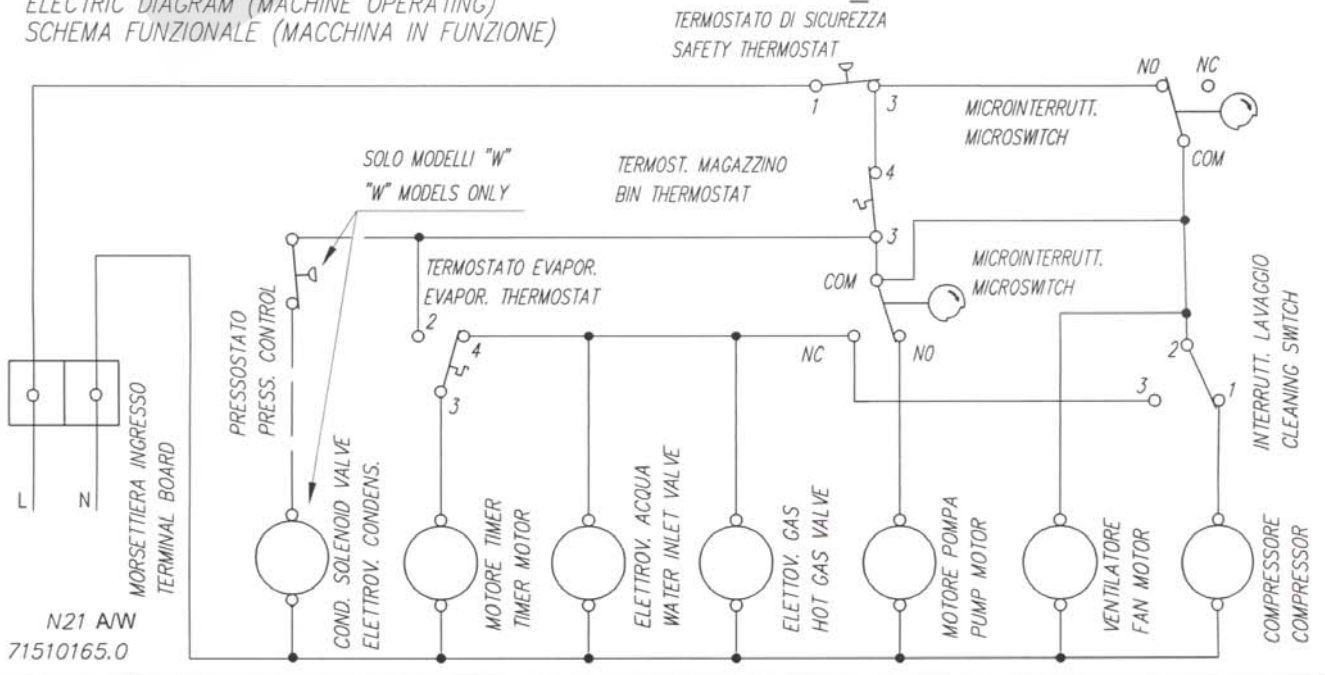 ELECTRIC DIAGRAM (MACHINE OPERATING)
SCHEMA FUNZIONALE (MACCHINA IN FUNZIONE)
TERMOSTATO DI SICUREZZA
SAFETY THERMOSTAT
1
3
NO
NC
MICROINTERRUTT.
MICROSWITCH
COM
SOLO MODELLI "W"
"W" MODELS ONLY
TERMOST. MAGAZZINO
BIN THERMOSTAT
4
3
TERMOSTATO EVAPOR.
EVAPOR. THERMOSTAT
COM
MICROINTERRUTT.
MICROSWITCH
2
4
3
NC
NO
2
3
1
PRESSOSTATO
PRESS. CONTROL
INTERRUTT. LAVAGGIO
CLEANING SWITCH
L
N
MORSETTIERA INGRESSO
TERMINAL BOARD
COND. SOLENOID VALVE
ELETTROV. CONDENS.
MOTORE TIMER
TIMER MOTOR
ELETTROV. ACQUA
WATER INLET VALVE
ELETTOV. GAS
HOT GAS VALVE
MOTORE POMPA
PUMP MOTOR
VENTILATORE
FAN MOTOR
COMPRESSORE
COMPRESSOR
N21 A/W
71510165.0